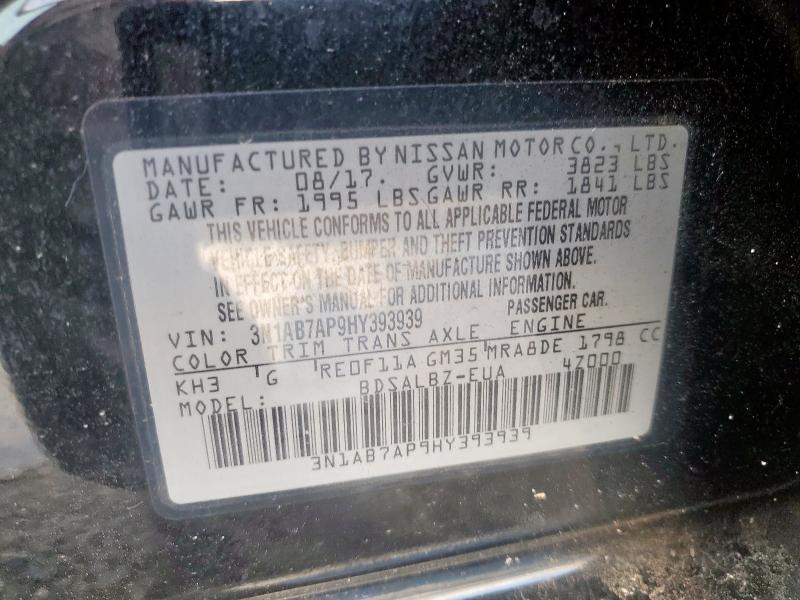 MANUFACTURED BY NISSAN MOTOR CO., LTD.
DATE: 08/17. GVWR: 3823 LBS
GAWR FR: 1995 LBS GAWR RR: 1841 LBS
THIS VEHICLE CONFORMS TO ALL APPLICABLE FEDERAL MOTOR
VEHICLE SAFETY, BUMPER AND THEFT PREVENTION STANDARDS
IN EFFECT ON THE DATE OF MANUFACTURE SHOWN ABOVE.
SEE OWNER'S MANUAL FOR ADDITIONAL INFORMATION.
VIN: 3N1AB7AP9HY393939 PASSENGER CAR.
COLOR TRIM TRANS AXLE ENGINE
KH3 G RE0F11A GM35 MRA8DE 1798 CC
MODEL: BDSALBZ-EUA 4Z000
3N1AB7AP9HY393939